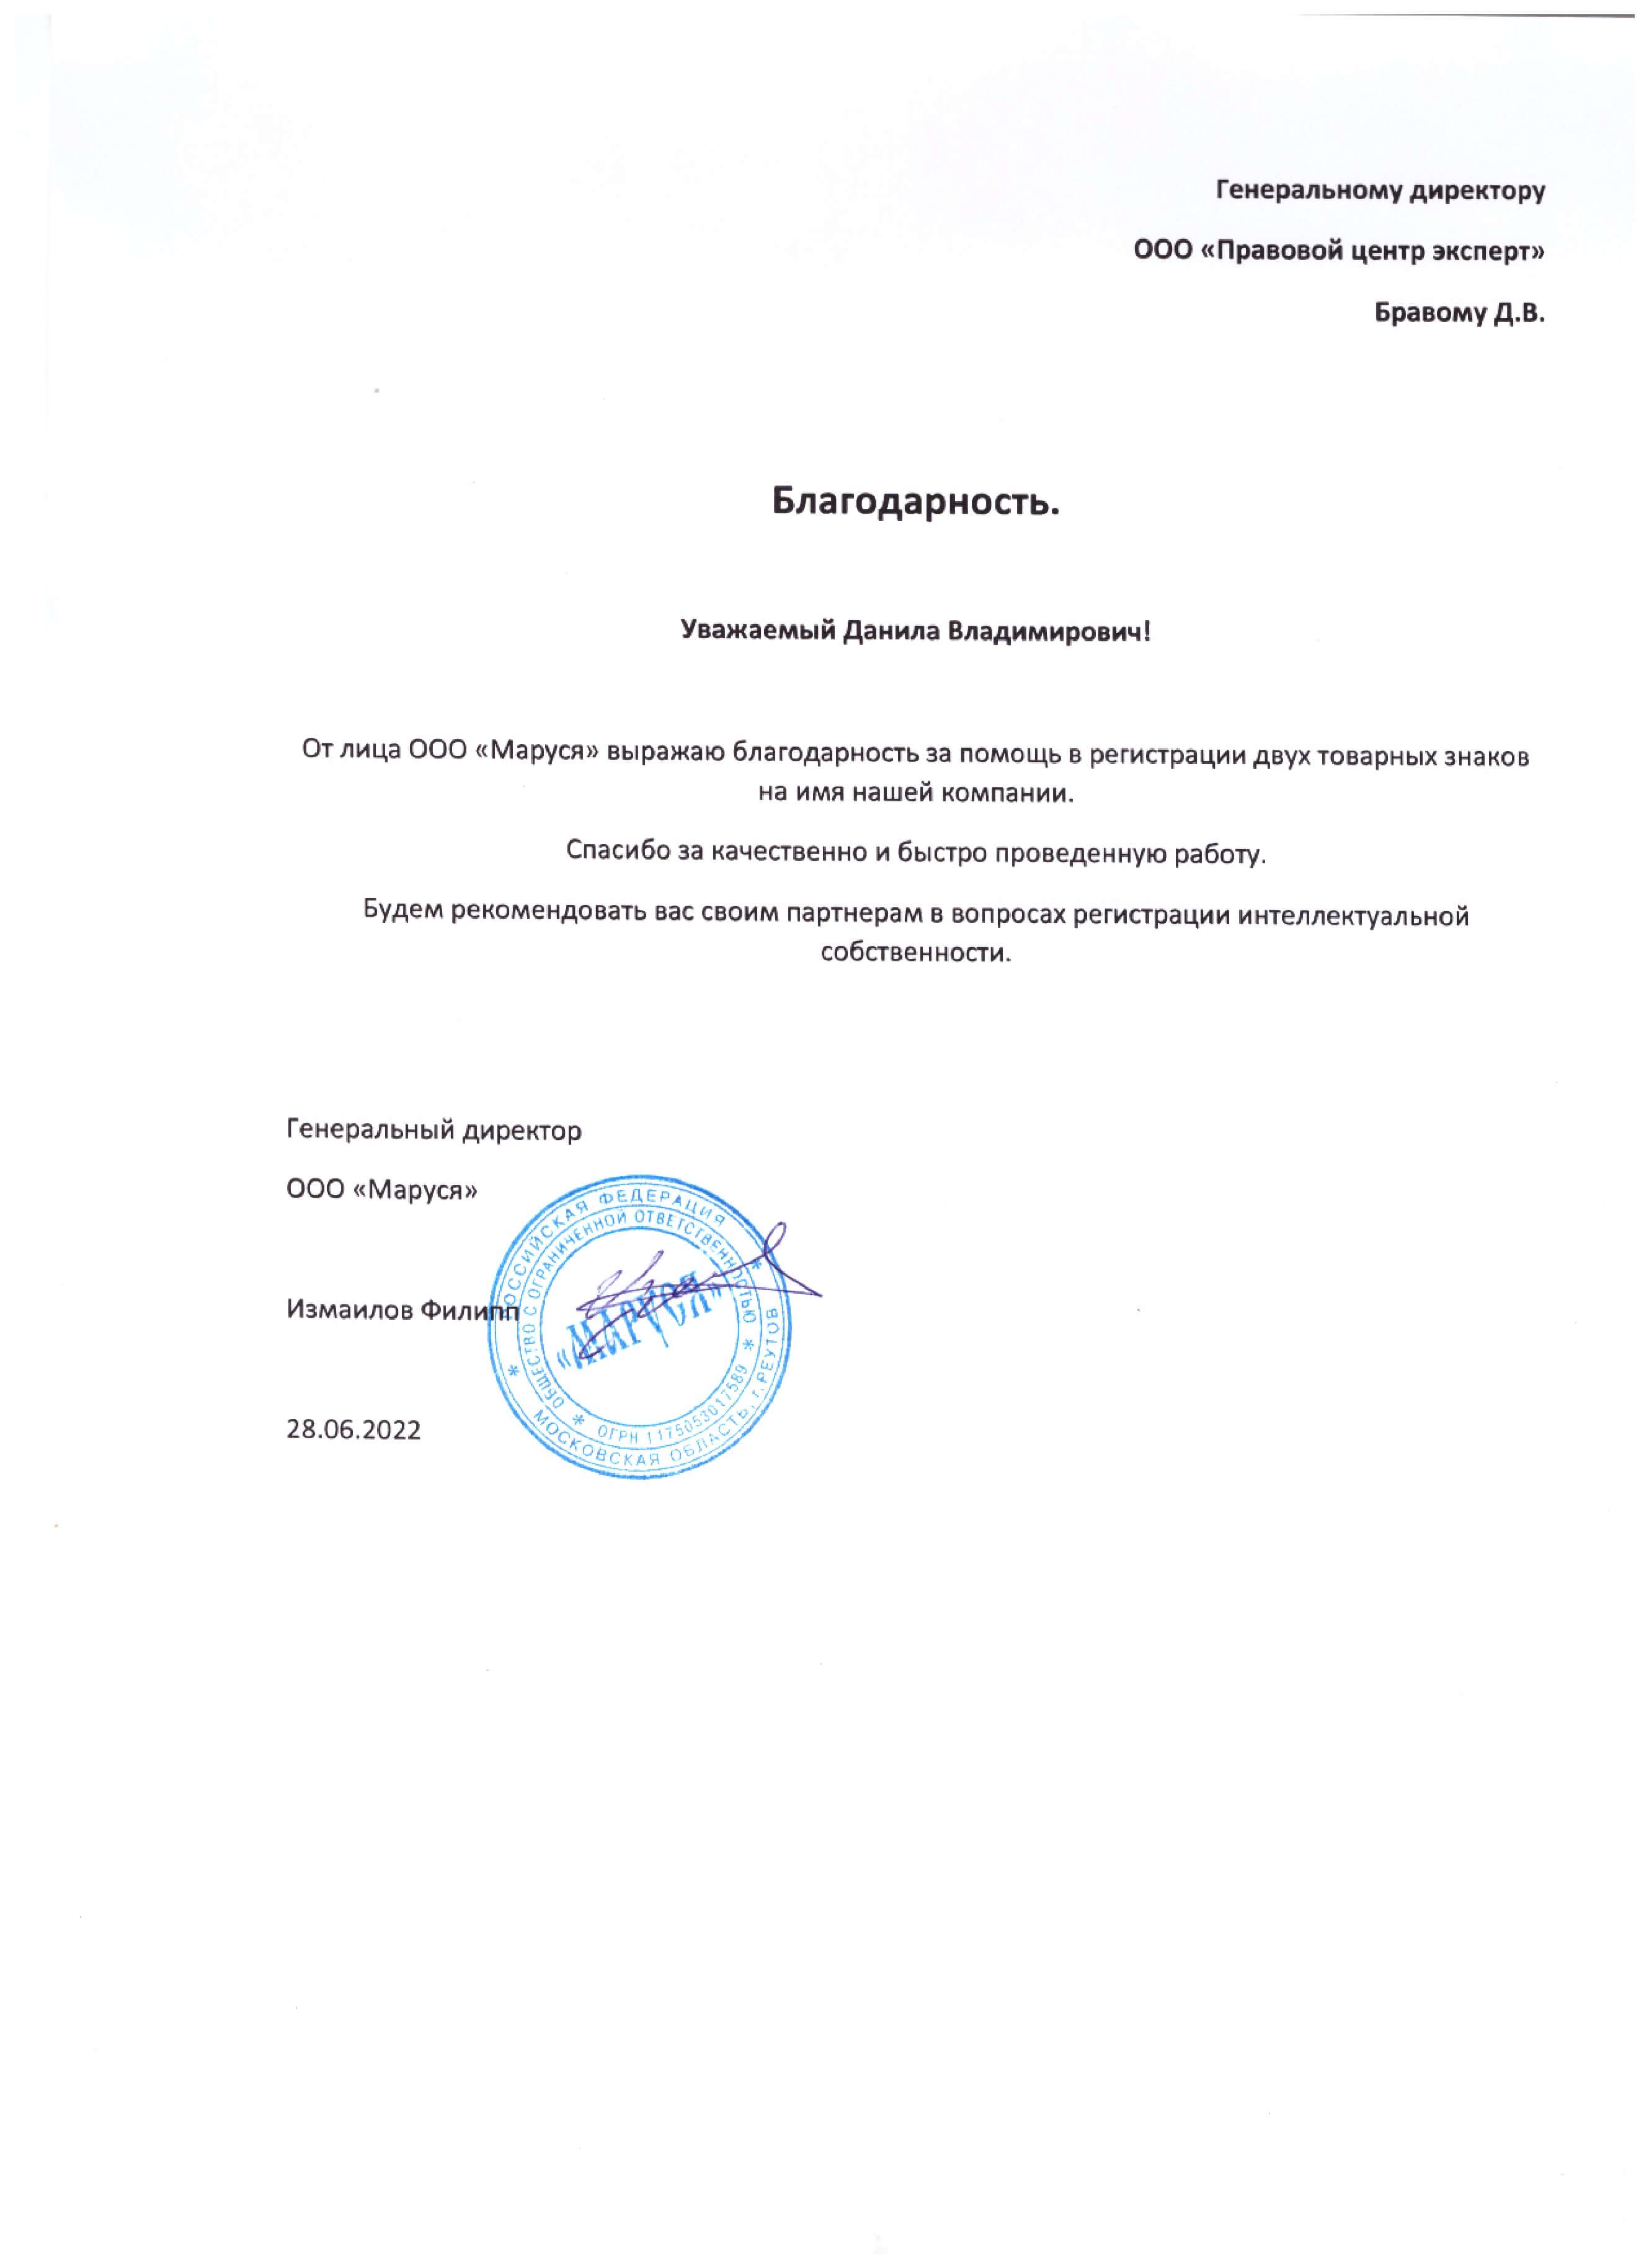 Генеральному директору
ООО «Правовой центр эксперт»
Бравому Д.В.
Благодарность.
Уважаемый Данила Владимирович!
От лица ООО «Маруся» выражаю благодарность за помощь в регистрации двух товарных знаков
на имя нашей компании.
Спасибо за качественно и быстро проведенную работу.
Будем рекомендовать вас своим партнерам в вопросах регистрации интеллектуальной
собственности.
Генеральный директор
ООО «Маруся»
Измаилов Филипп
28.06.2022
РОССИЙСКАЯ ФЕДЕРАЦИЯ
* МОСКОВСКАЯ ОБЛАСТЬ, г.РЕУТОВ *
ОБЩЕСТВО С ОГРАНИЧЕННОЙ ОТВЕТСТВЕННОСТЬЮ
* ОГРН 1175053017589 *
«МАРУСЯ»